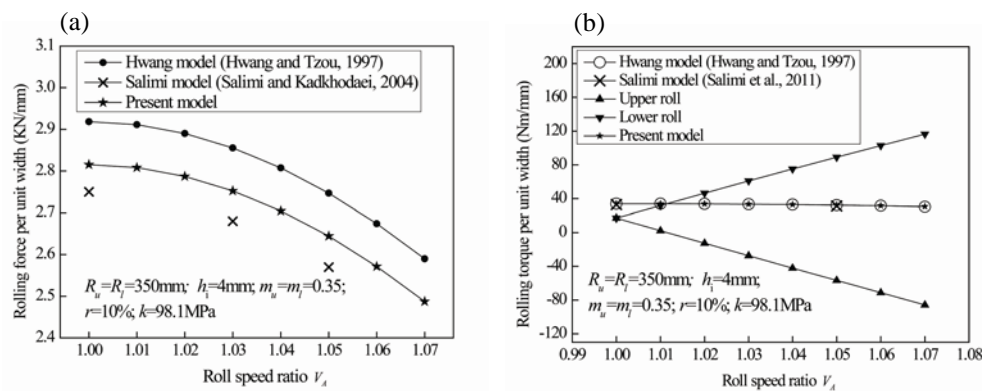 (a)
3.1
3.0
2.9
2.8
2.7
2.6
2.5
2.4
Rolling force per unit width (KN/mm)
Hwang model (Hwang and Tzou, 1997)
Salimi model (Salimi and Kadkhodaei, 2004)
Present model
R_u=R_l=350mm; h_i=4mm; m_u=m_l=0.35;
r=10%; k=98.1MPa
1.00 1.01 1.02 1.03 1.04 1.05 1.06 1.07
Roll speed ratio V_A
(b)
200
160
120
80
40
0
-40
-80
-120
Rolling torque per unit width (Nm/mm)
Hwang model (Hwang and Tzou, 1997)
Salimi model (Salimi et al., 2011)
Upper roll
Lower roll
Present model
R_u=R_l=350mm; h_i=4mm;
m_u=m_l=0.35; r=10%; k=98.1MPa
0.99 1.00 1.01 1.02 1.03 1.04 1.05 1.06 1.07 1.08
Roll speed ratio V_A